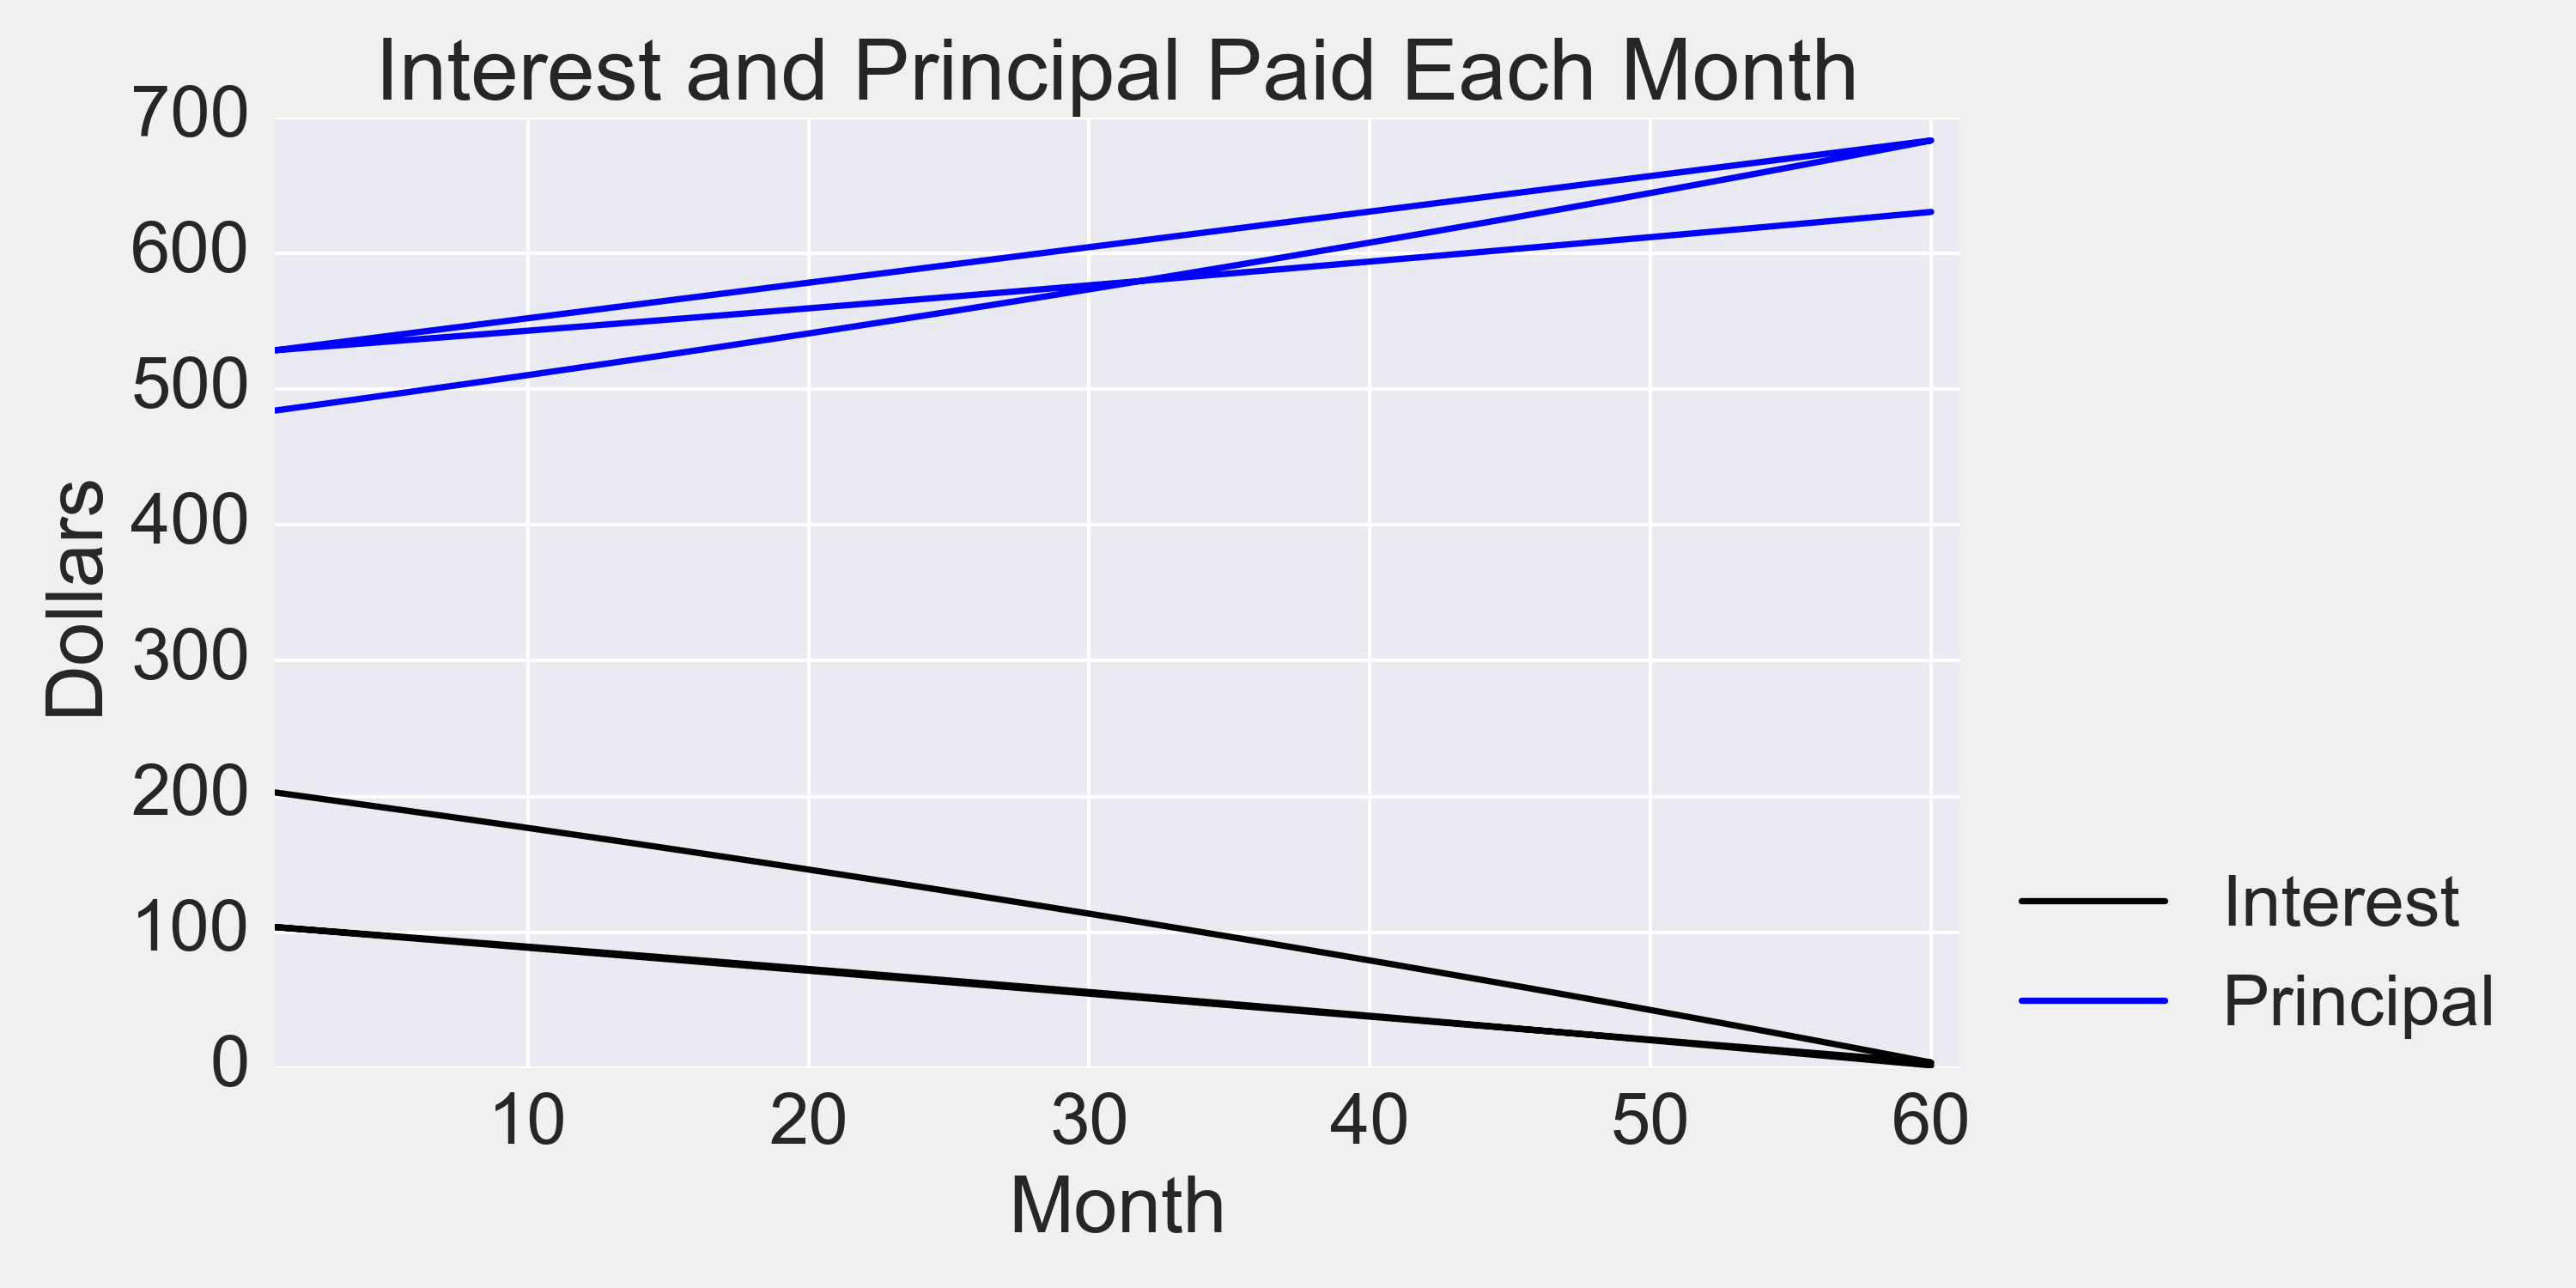 Interest and Principal Paid Each Month
700
600
500
400
300
200
100
0
Dollars
10 20 30 40 50 60
Month
Interest
Principal